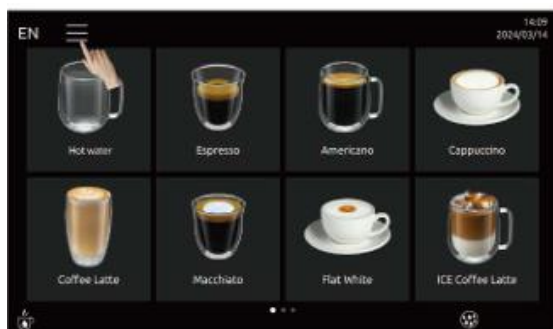 EN
14:09
2024/03/14
Hot water
Espresso
Americano
Cappuccino
Coffee Latte
Macchiato
Flat White
ICE Coffee Latte